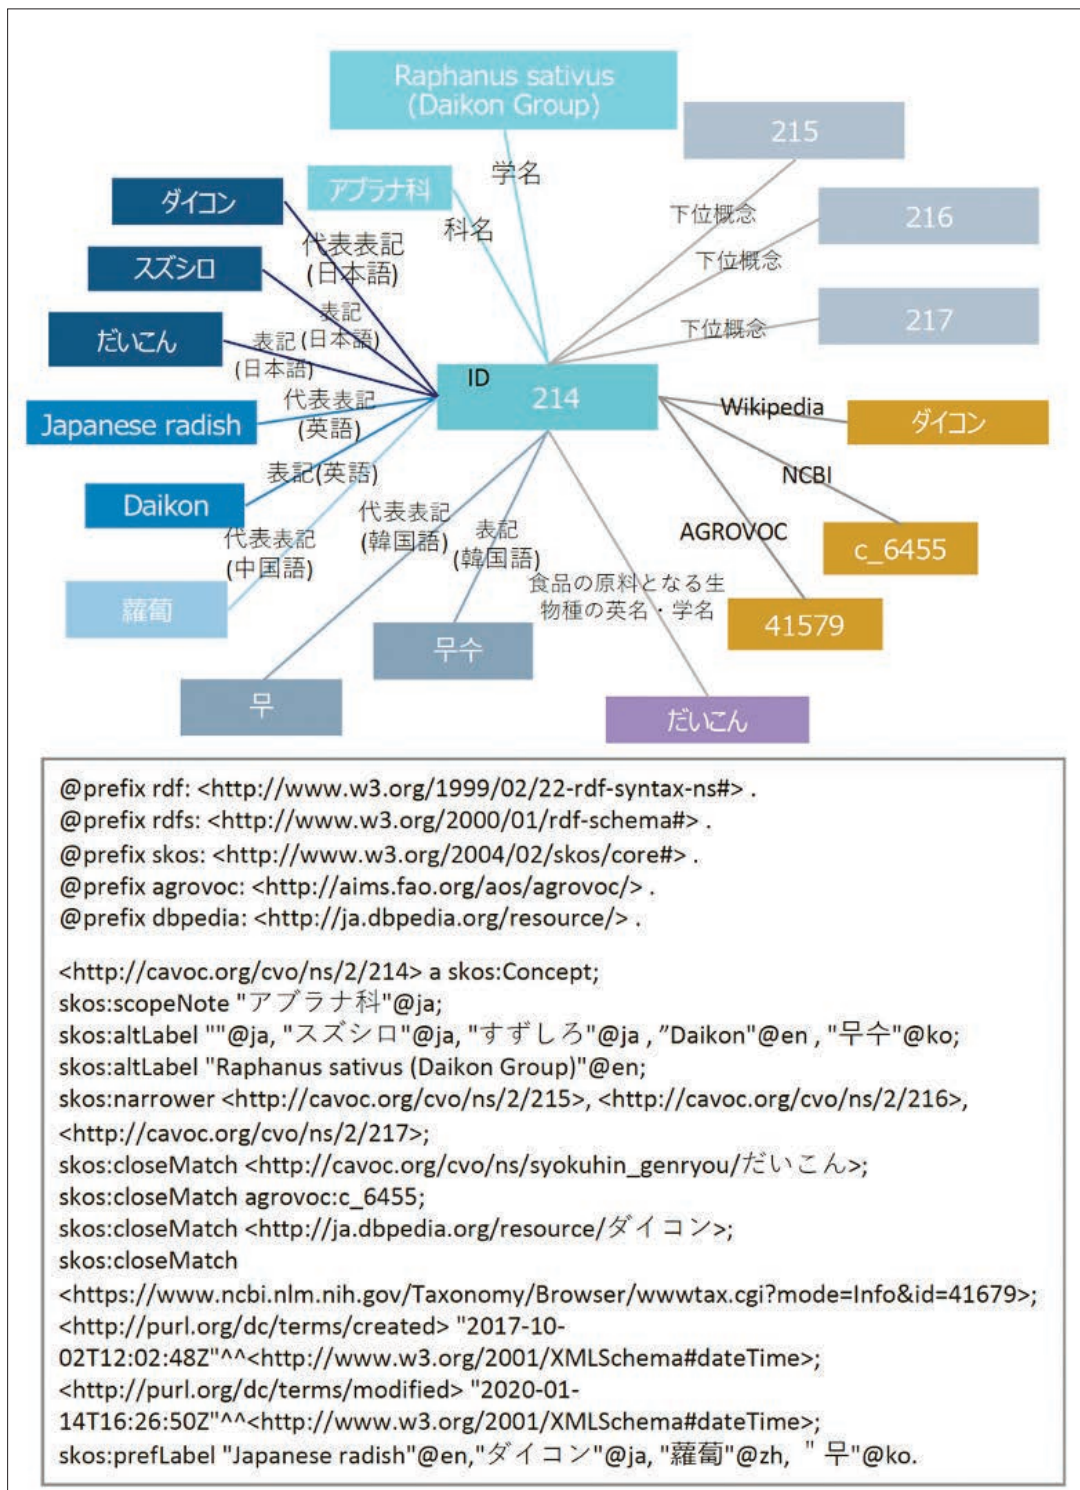 Raphanus sativus
(Daikon Group)
215
学名
アブラナ科
ダイコン
科名
下位概念
216
代表表記
(日本語)
スズシロ
下位概念
表記
(日本語)
217
だいこん
表記
(日本語)
下位概念
ID
214
代表表記
(英語)
Japanese radish
Wikipedia
ダイコン
表記(英語)
NCBI
Daikon
代表表記
(韓国語)
表記
(韓国語)
AGROVOC
c_6455
代表表記
(中国語)
食品の原料となる生
物種の英名・学名
蘿蔔
41579
무수
무
だいこん
@prefix rdf: <http://www.w3.org/1999/02/22-rdf-syntax-ns#> .
@prefix rdfs: <http://www.w3.org/2000/01/rdf-schema#> .
@prefix skos: <http://www.w3.org/2004/02/skos/core#> .
@prefix agrovoc: <http://aims.fao.org/aos/agrovoc/> .
@prefix dbpedia: <http://ja.dbpedia.org/resource/> .
<http://cavoc.org/cvo/ns/2/214> a skos:Concept;
skos:scopeNote "アブラナ科"@ja;
skos:altLabel ""@ja, "スズシロ"@ja, "すずしろ"@ja , ”Daikon"@en , "무수"@ko;
skos:altLabel "Raphanus sativus (Daikon Group)"@en;
skos:narrower <http://cavoc.org/cvo/ns/2/215>, <http://cavoc.org/cvo/ns/2/216>,
<http://cavoc.org/cvo/ns/2/217>;
skos:closeMatch <http://cavoc.org/cvo/ns/syokuhin_genryou/だいこん>;
skos:closeMatch agrovoc:c_6455;
skos:closeMatch <http://ja.dbpedia.org/resource/ダイコン>;
skos:closeMatch
<https://www.ncbi.nlm.nih.gov/Taxonomy/Browser/wwwtax.cgi?mode=Info&id=41679>;
<http://purl.org/dc/terms/created> "2017-10-
02T12:02:48Z"^^<http://www.w3.org/2001/XMLSchema#dateTime>;
<http://purl.org/dc/terms/modified> "2020-01-
14T16:26:50Z"^^<http://www.w3.org/2001/XMLSchema#dateTime>;
skos:prefLabel "Japanese radish"@en,"ダイコン"@ja, "蘿蔔"@zh, ＂무"@ko.